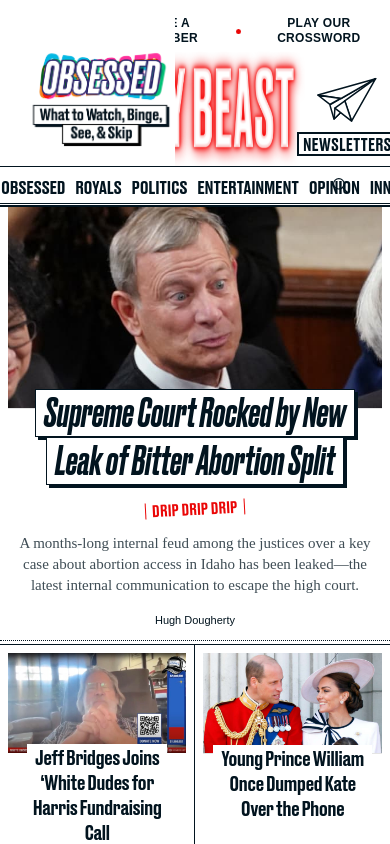 E A
BER
PLAY OUR
CROSSWORD
OBSESSED
What to Watch, Binge,
See, & Skip
Y BEAST
NEWSLETTERS
OBSESSED ROYALS POLITICS ENTERTAINMENT OPINION INN
Supreme Court Rocked by New
Leak of Bitter Abortion Split
DRIP DRIP DRIP
A months-long internal feud among the justices over a key
case about abortion access in Idaho has been leaked—the
latest internal communication to escape the high court.
Hugh Dougherty
Jeff Bridges Joins
‘White Dudes for
Harris Fundraising
Call
Young Prince William
Once Dumped Kate
Over the Phone